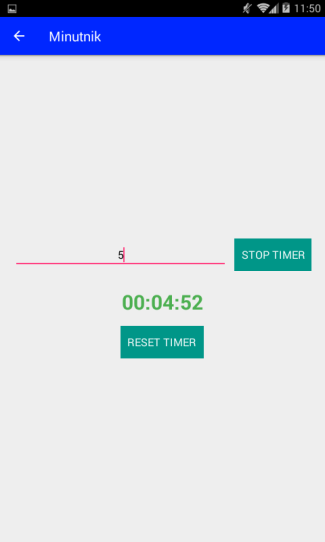 11:50
Minutnik
5
STOP TIMER
00:04:52
RESET TIMER